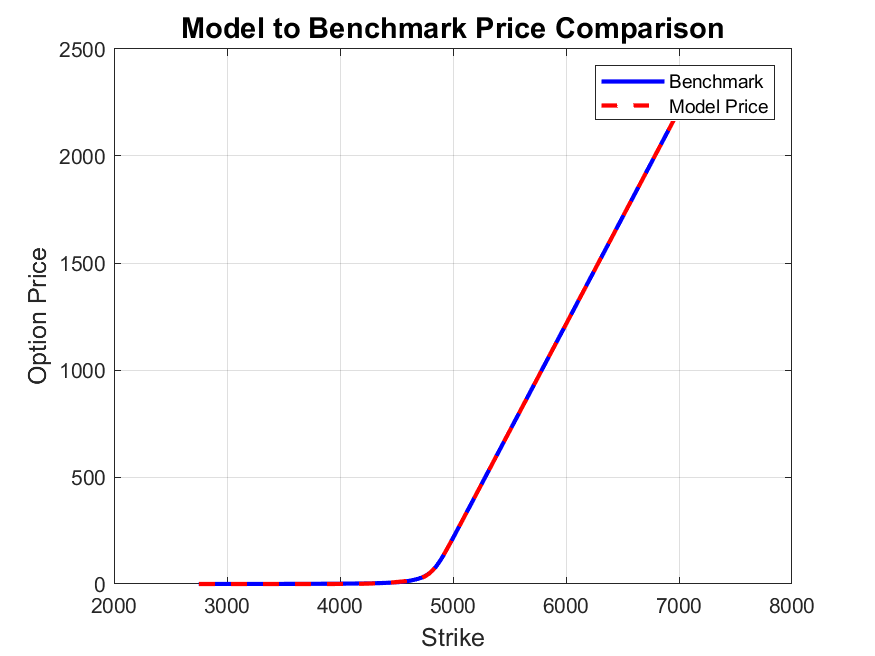 Model to Benchmark Price Comparison
2500
2000
1500
1000
500
0
Option Price
Benchmark
Model Price
2000 3000 4000 5000 6000 7000 8000
Strike